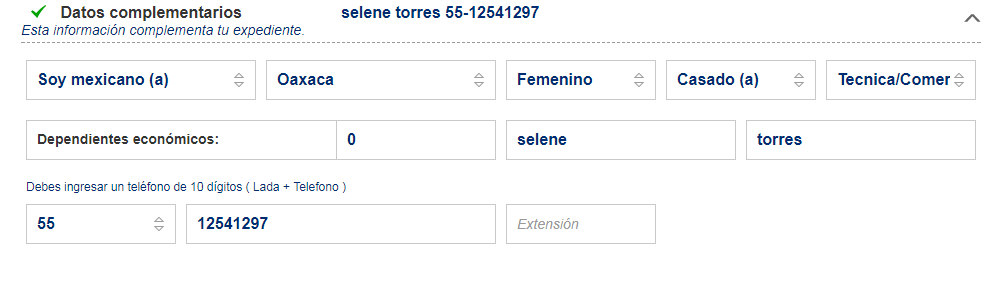 Datos complementarios selene torres 55-12541297
Esta información complementa tu expediente.
Soy mexicano (a) Oaxaca Femenino Casado (a) Tecnica/Comer
Dependientes económicos: 0 selene torres
Debes ingresar un teléfono de 10 dígitos ( Lada + Telefono )
55 12541297 Extensión